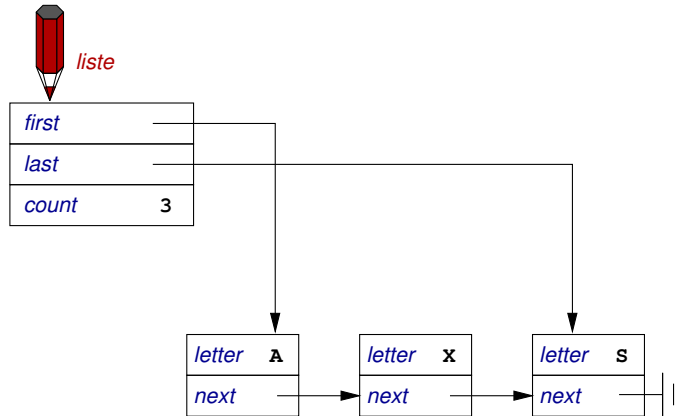 liste
first
last
count 3
letter A letter X letter S
next next next